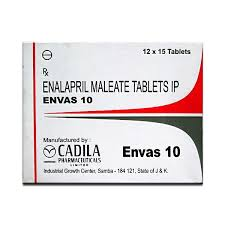 12 x 15 Tablets
℞
ENALAPRIL MALEATE TABLETS IP
ENVAS 10
Manufactured by :
CADILA
PHARMACEUTICALS
LIMITED
Envas 10
Industrial Growth Center, Samba - 184 121, State of J & K.